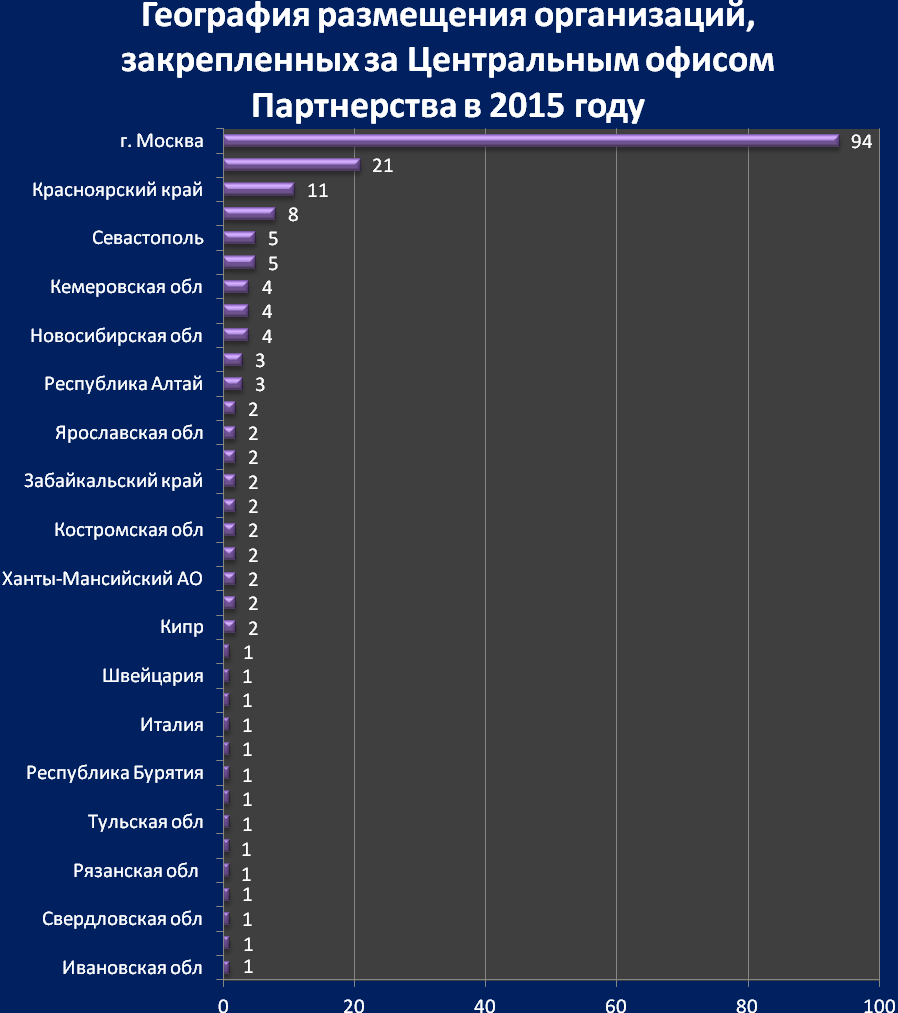 География размещения организаций,
закрепленных за Центральным офисом
Партнерства в 2015 году
г. Москва 94
21
Красноярский край 11
8
Севастополь 5
5
Кемеровская обл 4
4
Новосибирская обл 4
3
Республика Алтай 3
2
Ярославская обл 2
2
Забайкальский край 2
2
Костромская обл 2
2
Ханты-Мансийский АО 2
2
Кипр 2
1
Швейцария 1
1
Италия 1
1
Республика Бурятия 1
1
Тульская обл 1
1
Рязанская обл 1
1
Свердловская обл 1
1
Ивановская обл 1
0 20 40 60 80 100